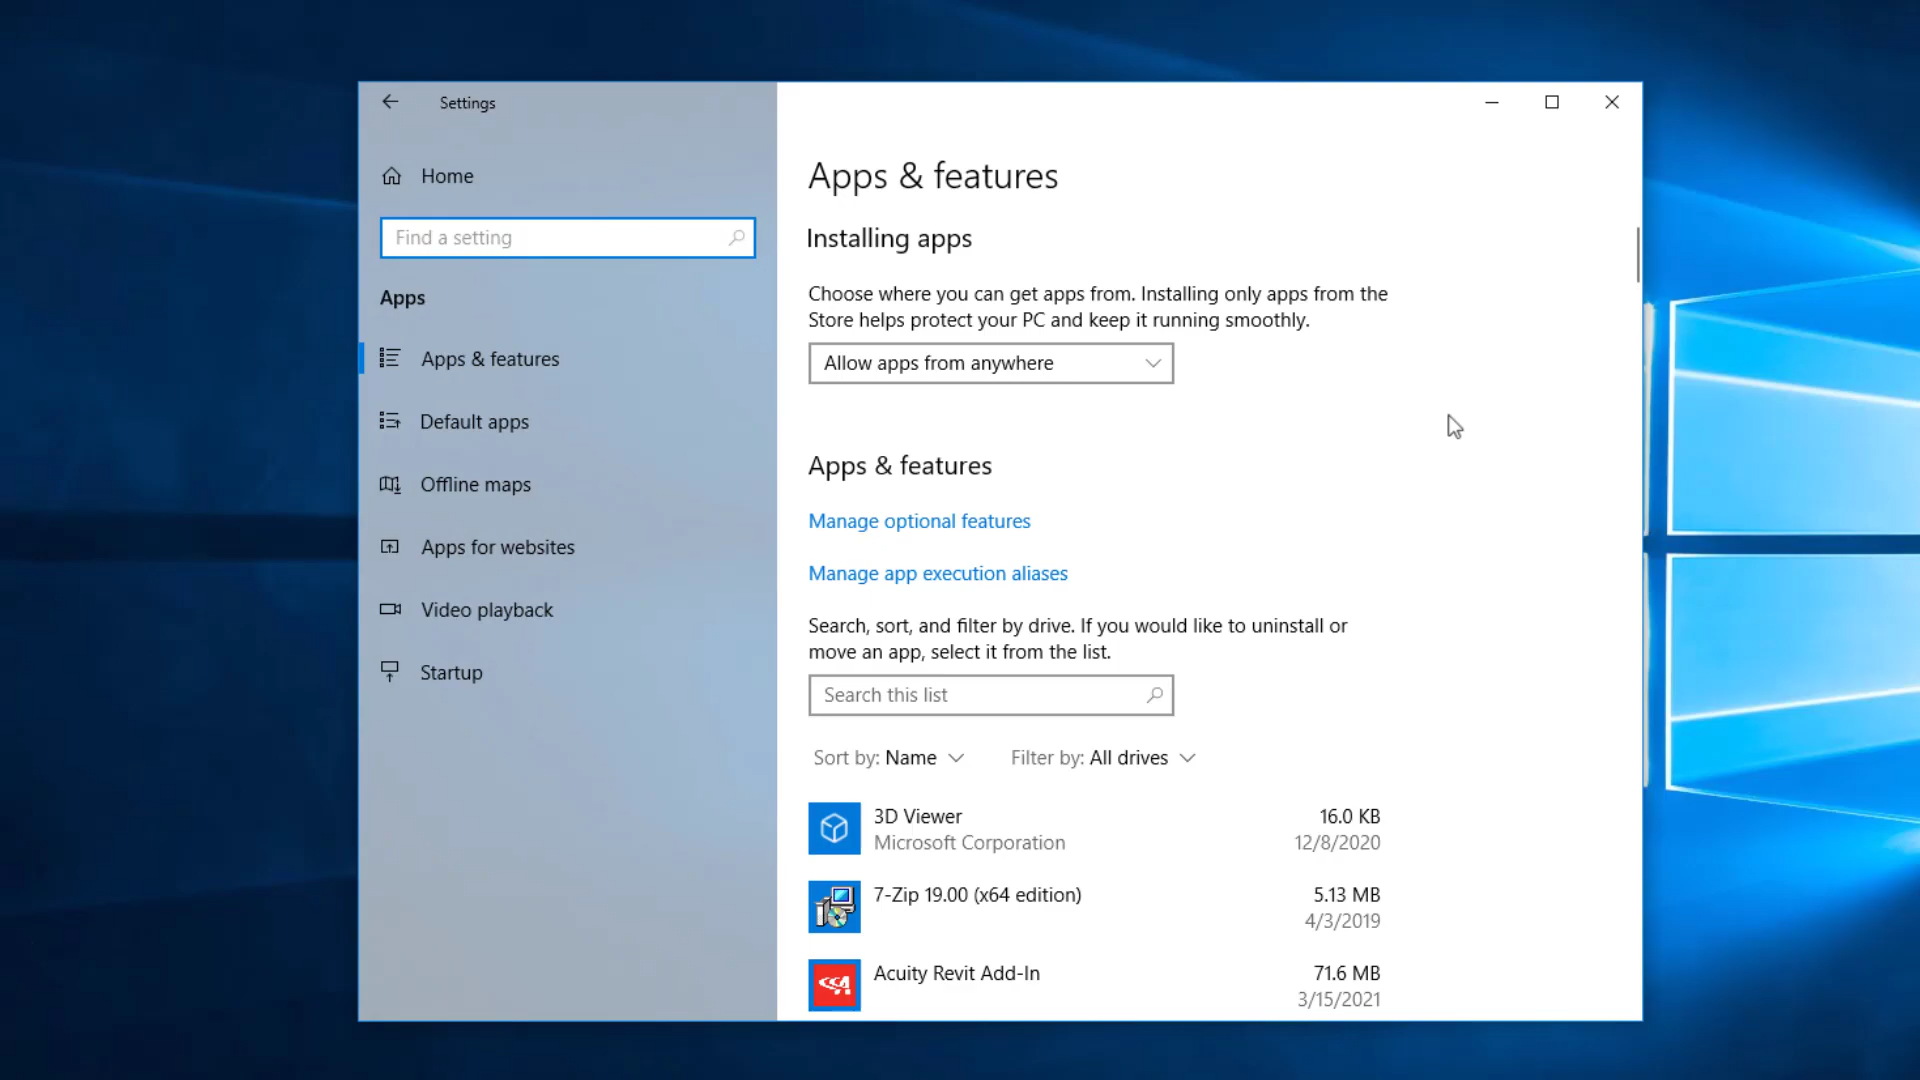 Settings
Home
Find a setting
Apps
Apps & features
Default apps
Offline maps
Apps for websites
Video playback
Startup
Apps & features
Installing apps
Choose where you can get apps from. Installing only apps from the
Store helps protect your PC and keep it running smoothly.
Allow apps from anywhere
Apps & features
Manage optional features
Manage app execution aliases
Search, sort, and filter by drive. If you would like to uninstall or
move an app, select it from the list.
Search this list
Sort by: Name Filter by: All drives
3D Viewer 16.0 KB
Microsoft Corporation 12/8/2020
7-Zip 19.00 (x64 edition) 5.13 MB
4/3/2019
Acuity Revit Add-In 71.6 MB
3/15/2021